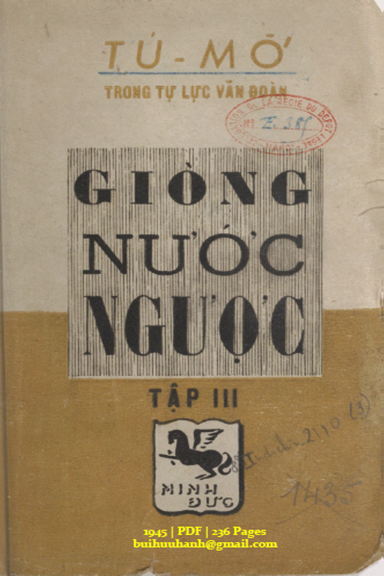 TÚ-MỠ
TRONG TỰ LỰC VĂN ĐOÀN
GIÒNG
NƯỚC
NGƯỢC
TẬP III
MINH
ĐỨC
1435
1945 | PDF | 236 Pages
buihuuhanh@gmail.com